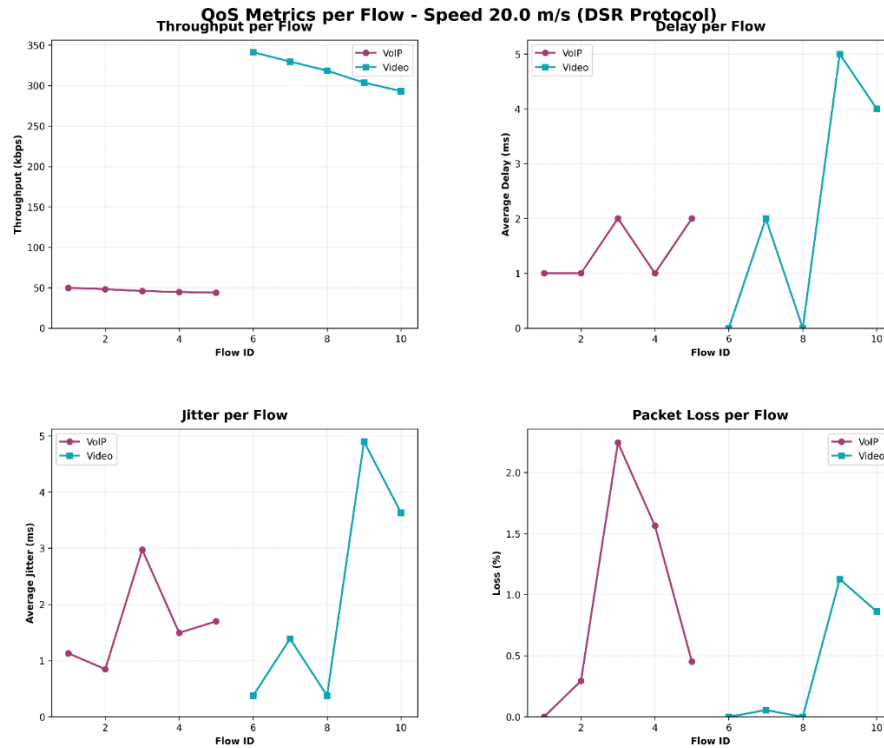 QoS Metrics per Flow - Speed 20.0 m/s (DSR Protocol)
Throughput per Flow
350
300
250
200
150
100
50
0
Throughput (kbps)
2
4
6
8
10
Flow ID
VoIP
Video
Delay per Flow
5
4
3
2
1
0
Average Delay (ms)
2
4
6
8
10
Flow ID
VoIP
Video
Jitter per Flow
5
4
3
2
1
0
Average Jitter (ms)
2
4
6
8
10
Flow ID
VoIP
Video
Packet Loss per Flow
2.0
1.5
1.0
0.5
0.0
Loss (%)
2
4
6
8
10
Flow ID
VoIP
Video